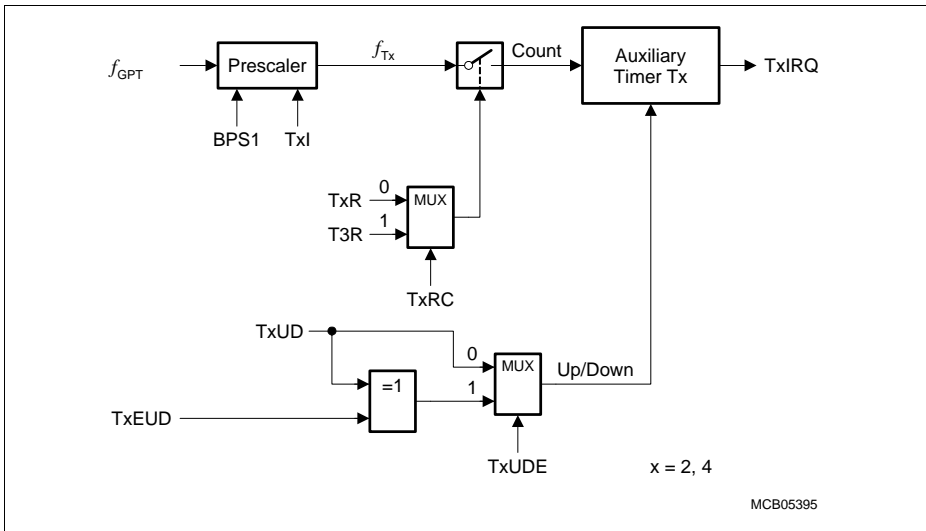 f_GPT
Prescaler
f_Tx
Count
Auxiliary
Timer Tx
TxIRQ
BPS1
TxI
TxR
0
MUX
T3R
1
TxRC
TxUD
0
MUX
Up/Down
=1
1
TxEUD
TxUDE
x = 2, 4
MCB05395